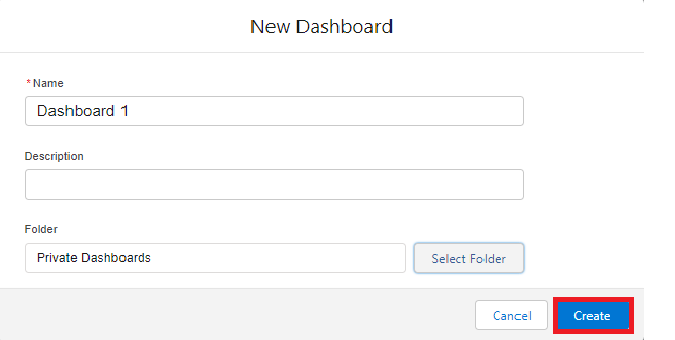 New Dashboard
* Name
Dashboard 1
Description
Folder
Private Dashboards
Select Folder
Cancel
Create